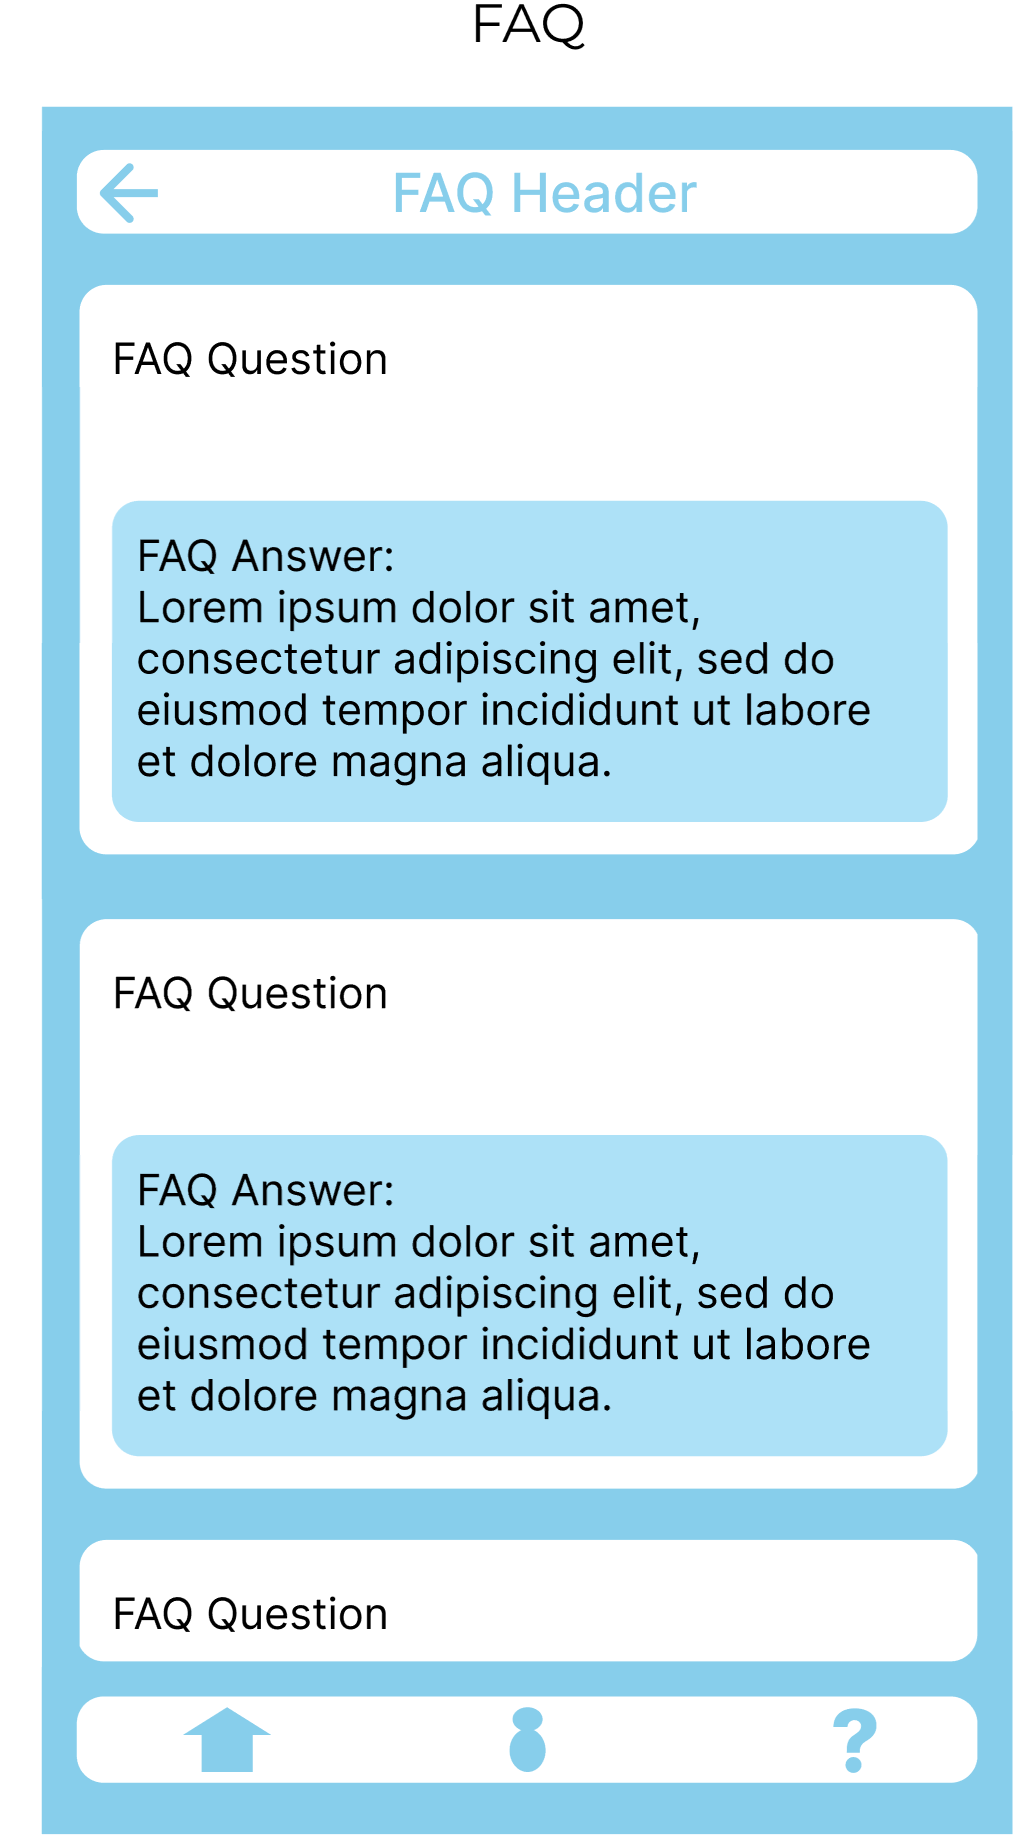 FAQ
FAQ Header
FAQ Question
FAQ Answer:
Lorem ipsum dolor sit amet,
consectetur adipiscing elit, sed do
eiusmod tempor incididunt ut labore
et dolore magna aliqua.
FAQ Question
FAQ Answer:
Lorem ipsum dolor sit amet,
consectetur adipiscing elit, sed do
eiusmod tempor incididunt ut labore
et dolore magna aliqua.
FAQ Question
?